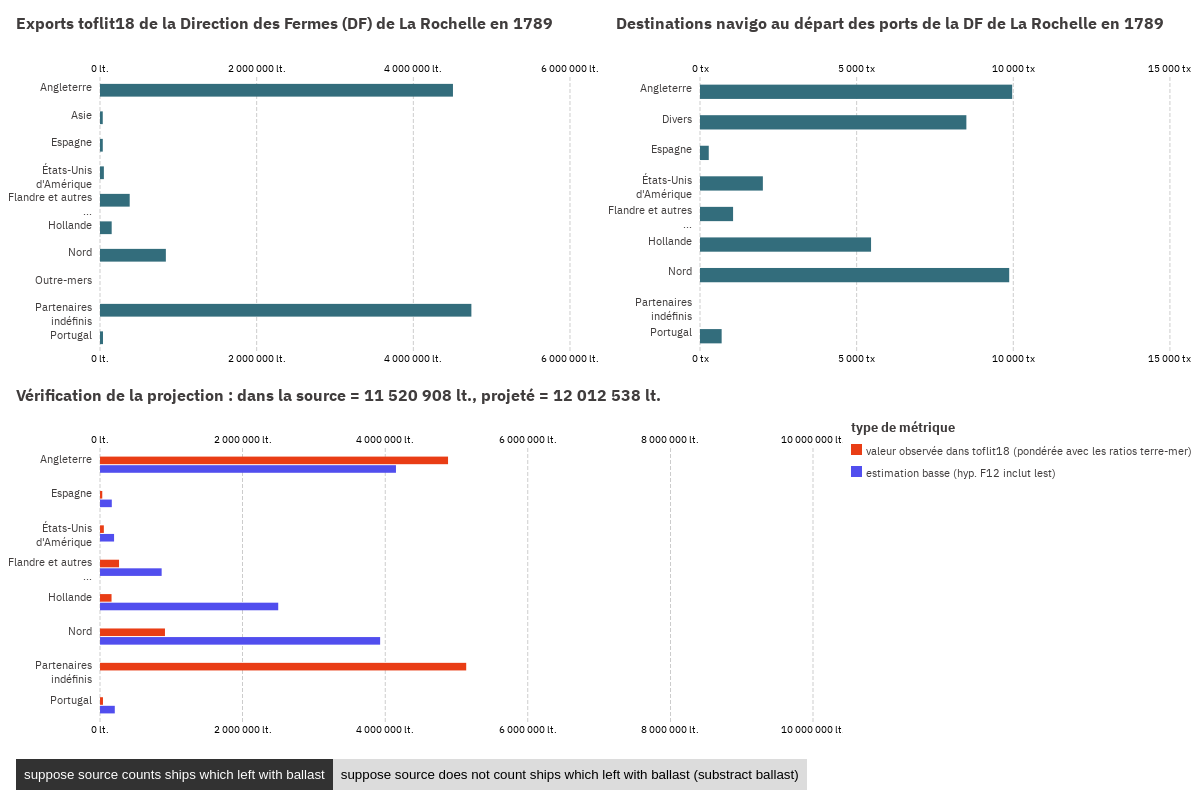 Exports toflit18 de la Direction des Fermes (DF) de La Rochelle en 1789
0 lt.
2 000 000 lt.
4 000 000 lt.
6 000 000 lt.
Angleterre
Asie
Espagne
États-Unis
d'Amérique
Flandre et autres
...
Hollande
Nord
Outre-mers
Partenaires
indéfinis
Portugal
0 lt.
2 000 000 lt.
4 000 000 lt.
6 000 000 lt.
Destinations navigo au départ des ports de la DF de La Rochelle en 1789
0 tx
5 000 tx
10 000 tx
15 000 tx
Angleterre
Divers
Espagne
États-Unis
d'Amérique
Flandre et autres
...
Hollande
Nord
Partenaires
indéfinis
Portugal
0 tx
5 000 tx
10 000 tx
15 000 tx
Vérification de la projection : dans la source = 11 520 908 lt., projeté = 12 012 538 lt.
0 lt.
2 000 000 lt.
4 000 000 lt.
6 000 000 lt.
8 000 000 lt.
10 000 000 lt
Angleterre
Espagne
États-Unis
d'Amérique
Flandre et autres
...
Hollande
Nord
Partenaires
indéfinis
Portugal
0 lt.
2 000 000 lt.
4 000 000 lt.
6 000 000 lt.
8 000 000 lt.
10 000 000 lt
type de métrique
valeur observée dans toflit18 (pondérée avec les ratios terre-mer)
estimation basse (hyp. F12 inclut lest)
suppose source counts ships which left with ballast
suppose source does not count ships which left with ballast (substract ballast)